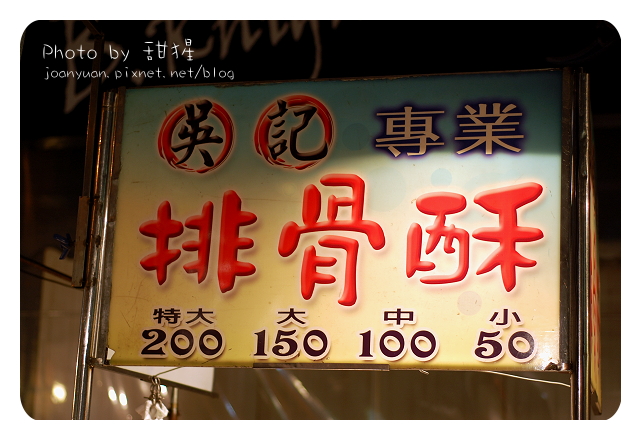 Photo by 甜猩
joanyuan.pixnet.net/blog
吳記 專業
排骨酥
特大 大 中 小
200 150 100 50